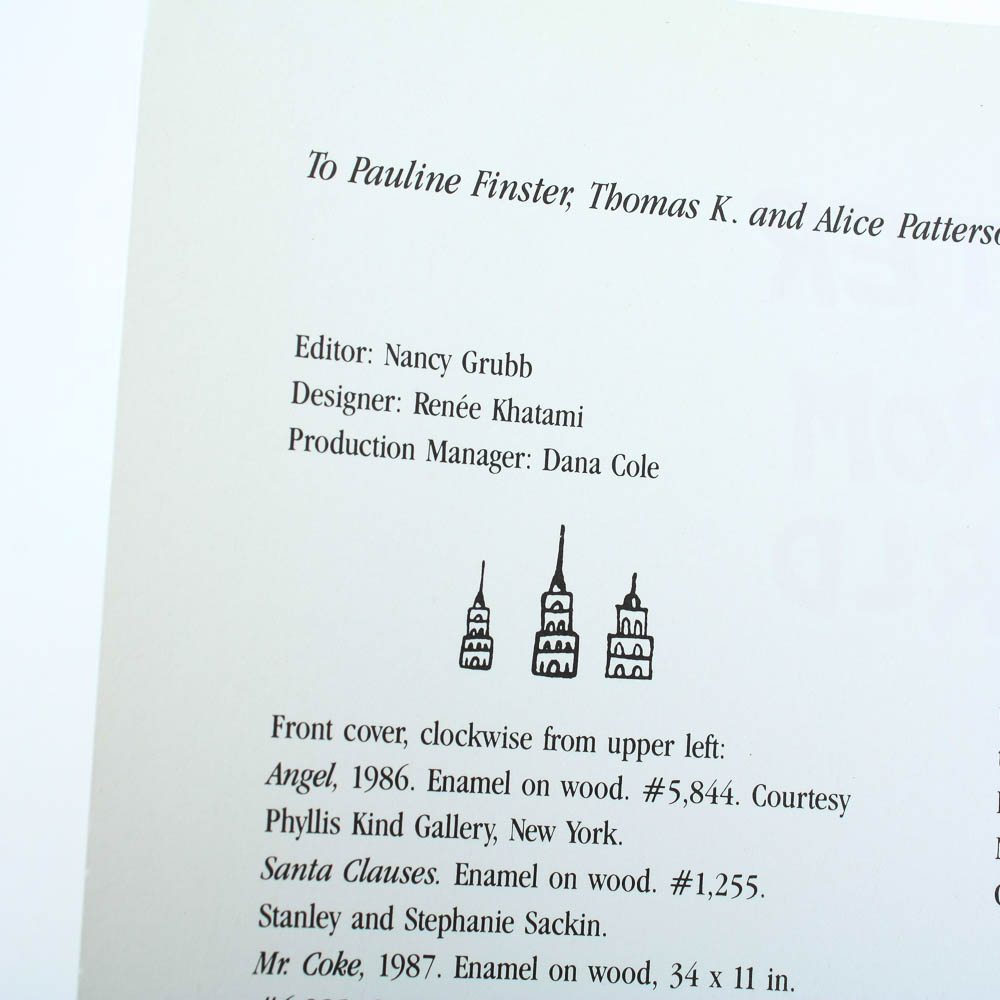 To Pauline Finster, Thomas K. and Alice
Editor: Nancy Grubb
Designer: Renée Khatami
Production Manager: Dana Cole
Front cover, clockwise from upper left:
Angel, 1986. Enamel on wood. #5,844. Courtesy
Phyllis Kind Gallery, New York.
Santa Clauses. Enamel on wood. #1,255.
Stanley and Stephanie Sackin.
Mr. Coke, 1987. Enamel on wood, 34 x 11 in.